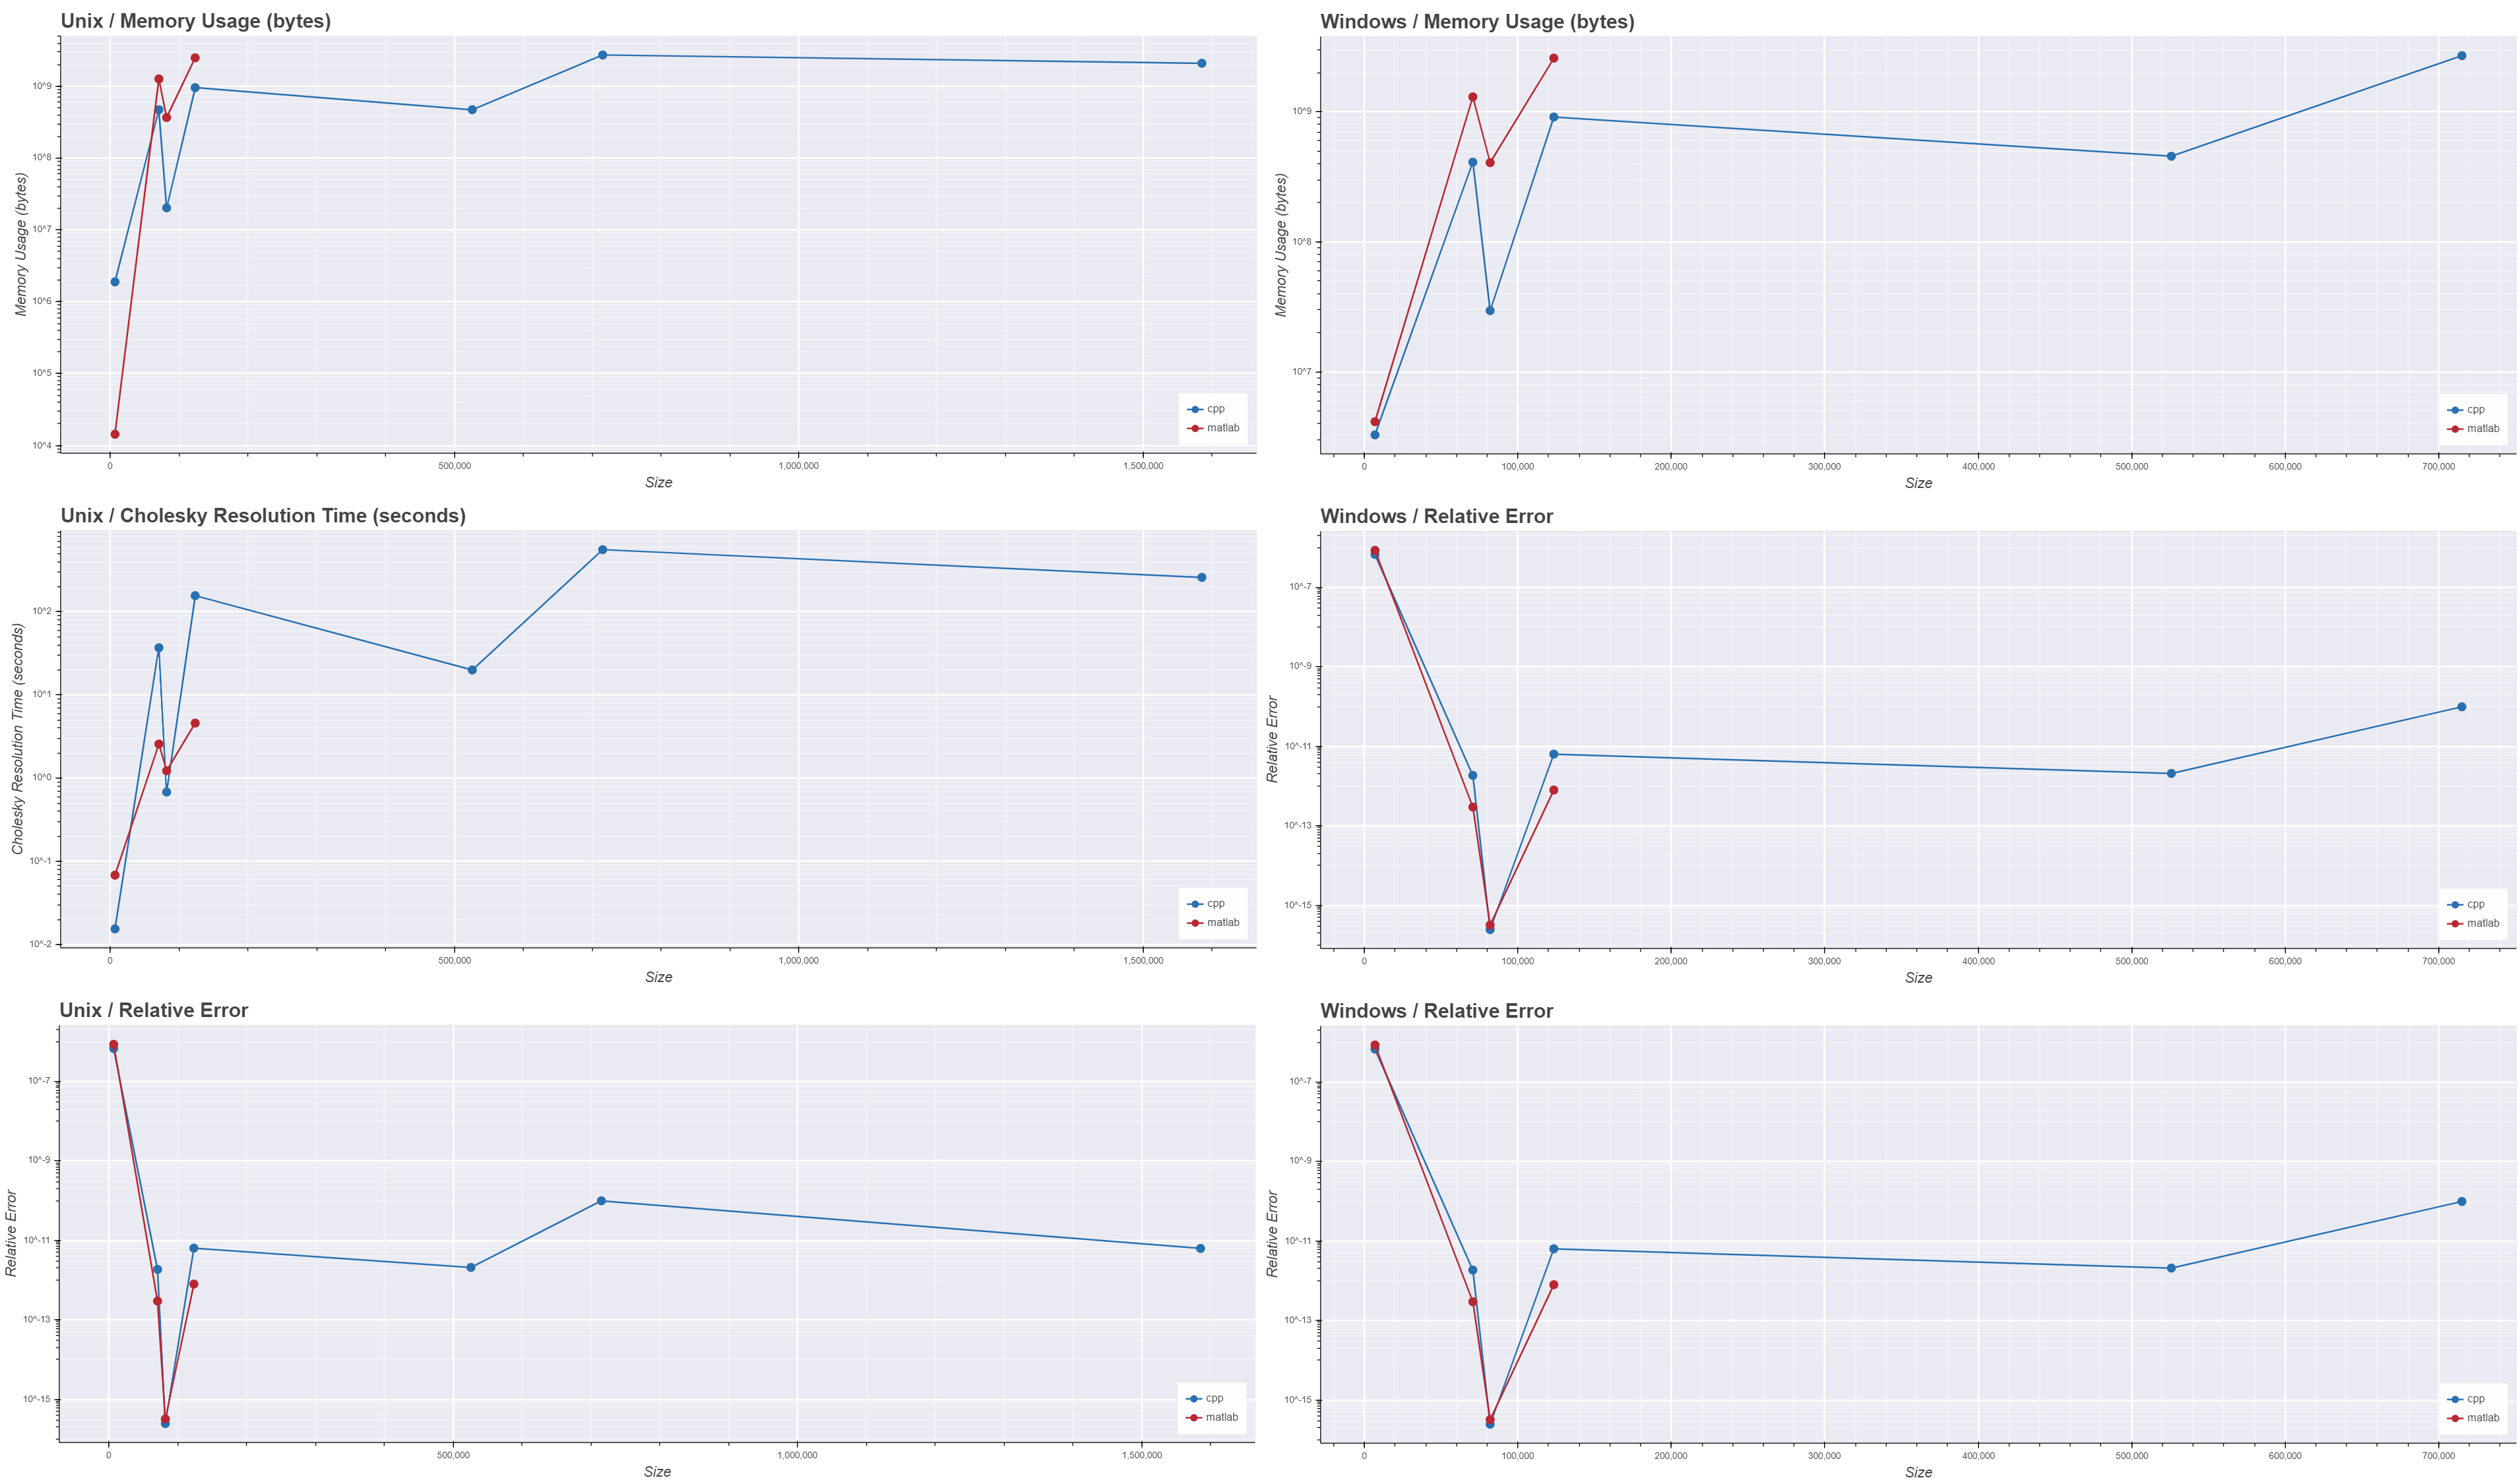 Unix / Memory Usage (bytes)
Memory Usage (bytes)
10^9
10^8
10^7
10^6
10^5
10^4
0
500,000
1,000,000
1,500,000
Size
cpp
matlab
Windows / Memory Usage (bytes)
Memory Usage (bytes)
10^9
10^8
10^7
0
100,000
200,000
300,000
400,000
500,000
600,000
700,000
Size
cpp
matlab
Unix / Cholesky Resolution Time (seconds)
Cholesky Resolution Time (seconds)
10^2
10^1
10^0
10^-1
10^-2
0
500,000
1,000,000
1,500,000
Size
cpp
matlab
Windows / Relative Error
Relative Error
10^-7
10^-9
10^-11
10^-13
10^-15
0
100,000
200,000
300,000
400,000
500,000
600,000
700,000
Size
cpp
matlab
Unix / Relative Error
Relative Error
10^-7
10^-9
10^-11
10^-13
10^-15
0
500,000
1,000,000
1,500,000
Size
cpp
matlab
Windows / Relative Error
Relative Error
10^-7
10^-9
10^-11
10^-13
10^-15
0
100,000
200,000
300,000
400,000
500,000
600,000
700,000
Size
cpp
matlab